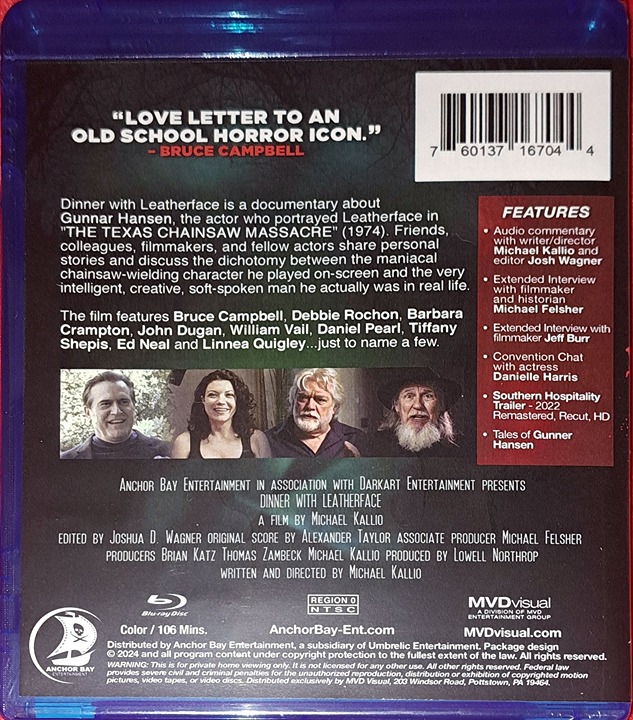 “LOVE LETTER TO AN
OLD SCHOOL HORROR ICON.”
- BRUCE CAMPBELL
7 60137 16704 4
Dinner with Leatherface is a documentary about
Gunnar Hansen, the actor who portrayed Leatherface in
"THE TEXAS CHAINSAW MASSACRE" (1974). Friends,
colleagues, filmmakers, and fellow actors share personal
stories and discuss the dichotomy between the maniacal
chainsaw-wielding character he played on-screen and the very
intelligent, creative, soft-spoken man he actually was in real life.
The film features Bruce Campbell, Debbie Rochon, Barbara
Crampton, John Dugan, William Vail, Daniel Pearl, Tiffany
Shepis, Ed Neal and Linnea Quigley...just to name a few.
FEATURES
• Audio commentary
with writer/director
Michael Kallio and
editor Josh Wagner
• Extended Interview
with filmmaker
and historian
Michael Felsher
• Extended Interview with
filmmaker Jeff Burr
• Convention Chat
with actress
Danielle Harris
• Southern Hospitality
Trailer - 2022
Remastered, Recut, HD
• Tales of Gunner
Hansen
ANCHOR BAY ENTERTAINMENT IN ASSOCIATION WITH DARKART ENTERTAINMENT PRESENTS
DINNER WITH LEATHERFACE
A FILM BY MICHAEL KALLIO
EDITED BY JOSHUA D. WAGNER ORIGINAL SCORE BY ALEXANDER TAYLOR ASSOCIATE PRODUCER MICHAEL FELSHER
PRODUCERS BRIAN KATZ THOMAS ZAMBECK MICHAEL KALLIO PRODUCED BY LOWELL NORTHROP
WRITTEN AND DIRECTED BY MICHAEL KALLIO
Blu-ray Disc
REGION 0
NTSC
MVDvisual
A DIVISION OF MVD
ENTERTAINMENT GROUP
Color / 106 Mins.
AnchorBay-Ent.com
MVDvisual.com
ANCHOR BAY
ENTERTAINMENT
Distributed by Anchor Bay Entertainment, a subsidiary of Umbrelic Entertainment. Package design
© 2024 and all program content under copyright protection to the fullest extent of the law. All rights reserved.
WARNING: This is for private home viewing only. It is not licensed for any other use. All other rights reserved. Federal law
provides severe civil and criminal penalties for the unauthorized reproduction, distribution or exhibition of copyrighted motion
pictures, video tapes, or video discs. Distributed exclusively by MVD Visual, 203 Windsor Road, Pottstown, PA 19464.